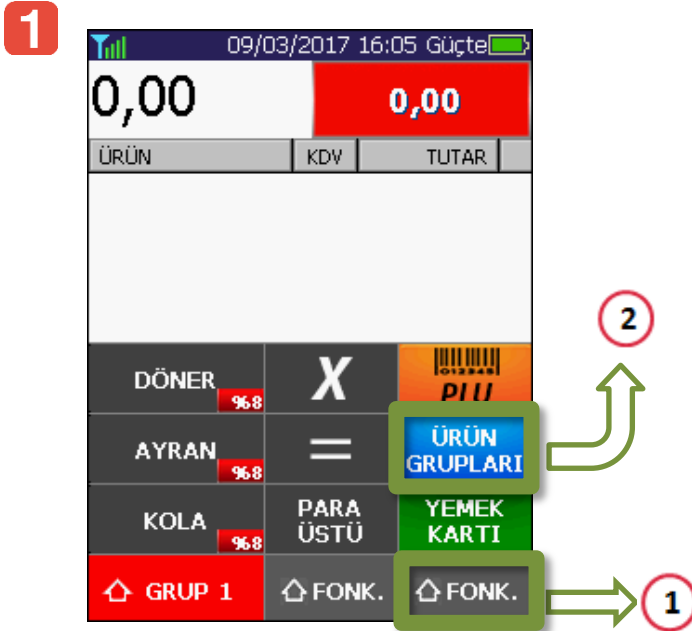 1
09/03/2017 16:05 Güçte
0,00
0,00
ÜRÜN KDV TUTAR
2
012345
DÖNER %8 X PLU
AYRAN %8 = ÜRÜN GRUPLARI
KOLA %8 PARA ÜSTÜ YEMEK KARTI
GRUP 1 FONK. FONK.
1